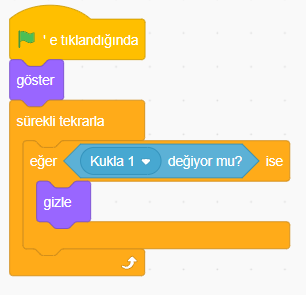 ' e tıklandığında
göster
sürekli tekrarla
eğer Kukla 1 değiyor mu? ise
gizle